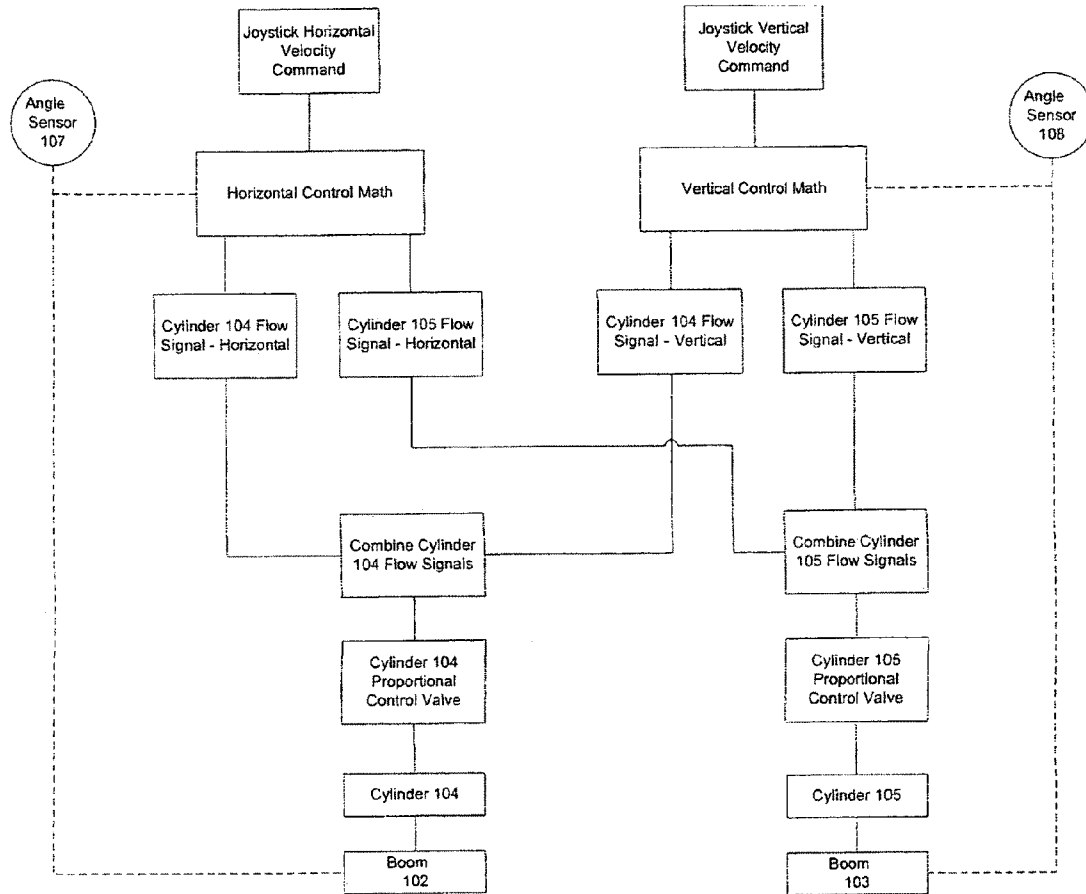 Joystick Horizontal
Velocity
Command
Joystick Vertical
Velocity
Command
Angle
Sensor
107
Angle
Sensor
108
Horizontal Control Math
Vertical Control Math
Cylinder 104 Flow
Signal - Horizontal
Cylinder 105 Flow
Signal - Horizontal
Cylinder 104 Flow
Signal - Vertical
Cylinder 105 Flow
Signal - Vertical
Combine Cylinder
104 Flow Signals
Combine Cylinder
105 Flow Signals
Cylinder 104
Proportional
Control Valve
Cylinder 105
Proportional
Control Valve
Cylinder 104
Cylinder 105
Boom
102
Boom
103